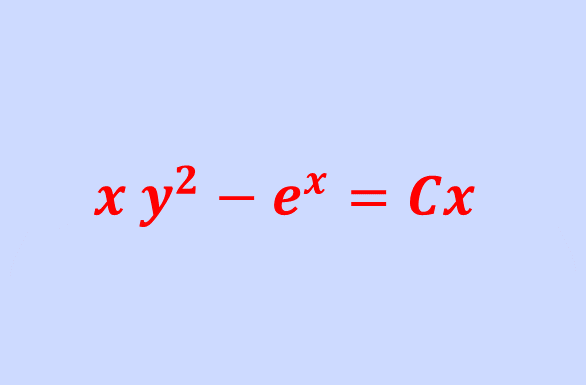 x y² − eˣ = Cx